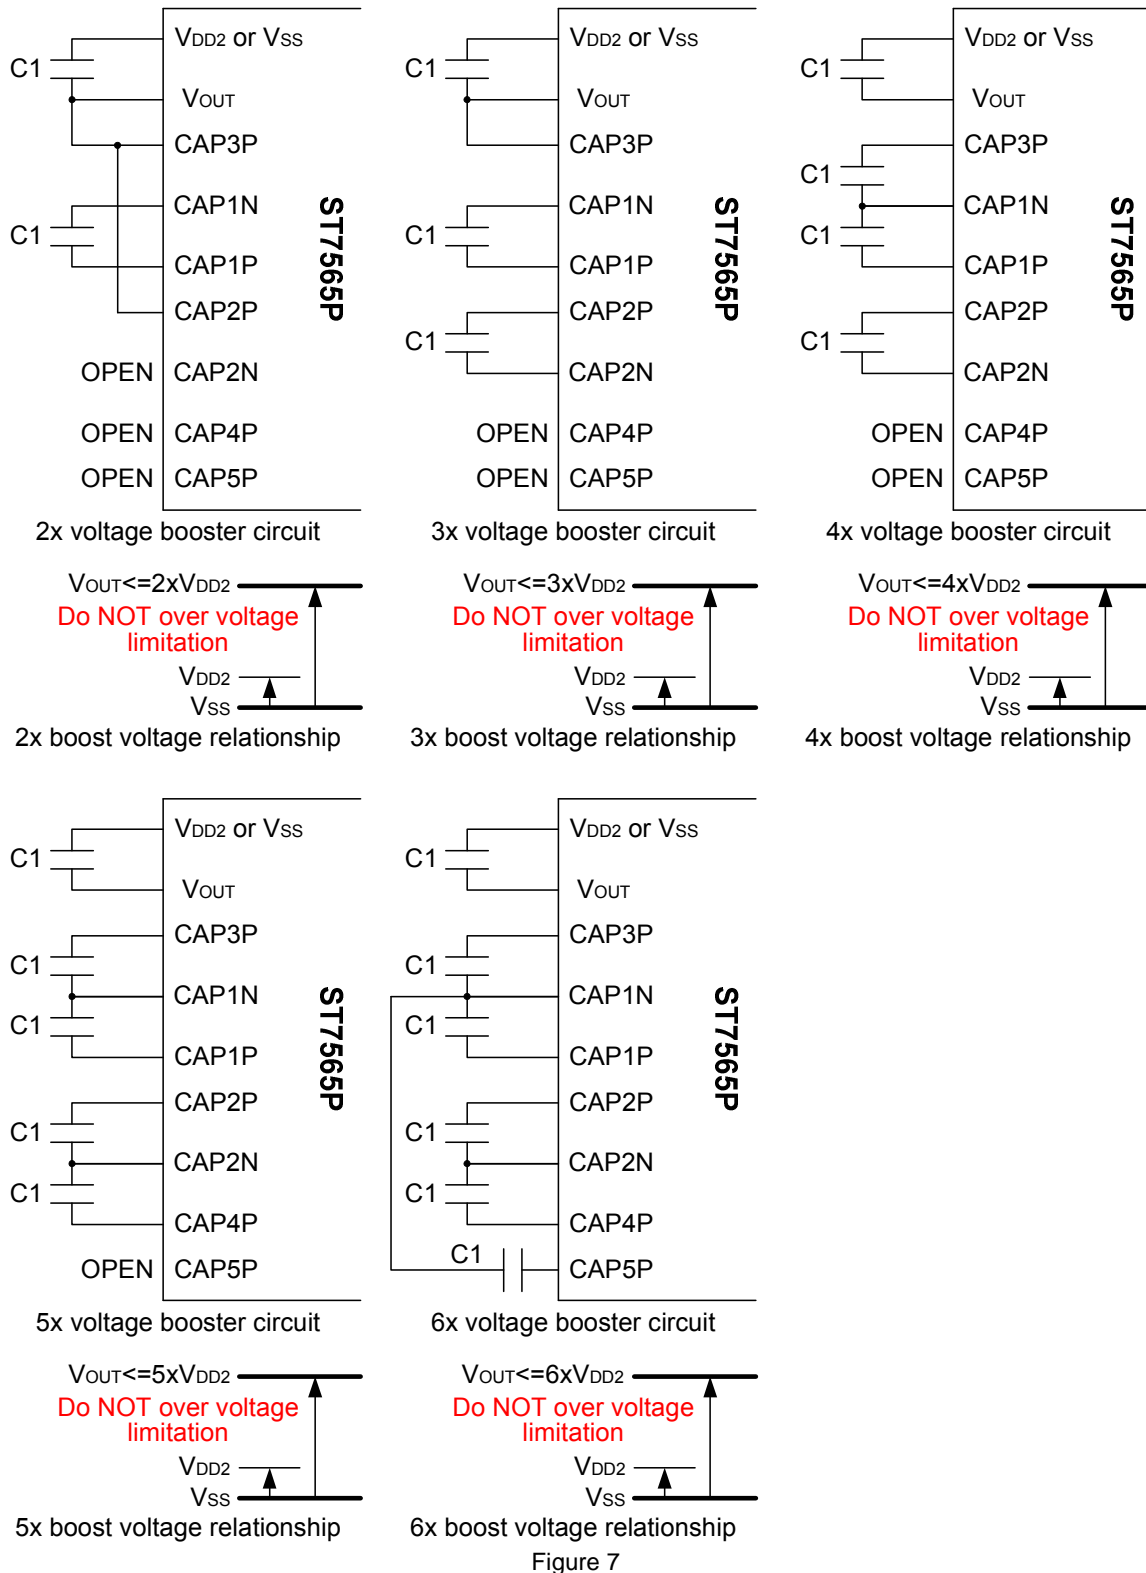 VDD2 or VSS
C1
VOUT
CAP3P
CAP1N
C1
CAP1P
CAP2P
OPEN CAP2N
OPEN CAP4P
OPEN CAP5P
ST7565P
2x voltage booster circuit
VDD2 or VSS
C1
VOUT
CAP3P
CAP1N
C1
CAP1P
CAP2P
C1
CAP2N
OPEN CAP4P
OPEN CAP5P
ST7565P
3x voltage booster circuit
VDD2 or VSS
C1
VOUT
CAP3P
C1
CAP1N
C1
CAP1P
CAP2P
C1
CAP2N
OPEN CAP4P
OPEN CAP5P
ST7565P
4x voltage booster circuit
VOUT<=2xVDD2
Do NOT over voltage
limitation
VDD2
VSS
2x boost voltage relationship
VOUT<=3xVDD2
Do NOT over voltage
limitation
VDD2
VSS
3x boost voltage relationship
VOUT<=4xVDD2
Do NOT over voltage
limitation
VDD2
VSS
4x boost voltage relationship
VDD2 or VSS
C1
VOUT
CAP3P
C1
CAP1N
C1
CAP1P
CAP2P
C1
CAP2N
C1
CAP4P
OPEN CAP5P
ST7565P
5x voltage booster circuit
VDD2 or VSS
C1
VOUT
CAP3P
C1
CAP1N
C1
CAP1P
CAP2P
C1
CAP2N
C1
CAP4P
C1
CAP5P
ST7565P
6x voltage booster circuit
VOUT<=5xVDD2
Do NOT over voltage
limitation
VDD2
VSS
5x boost voltage relationship
VOUT<=6xVDD2
Do NOT over voltage
limitation
VDD2
VSS
6x boost voltage relationship
Figure 7